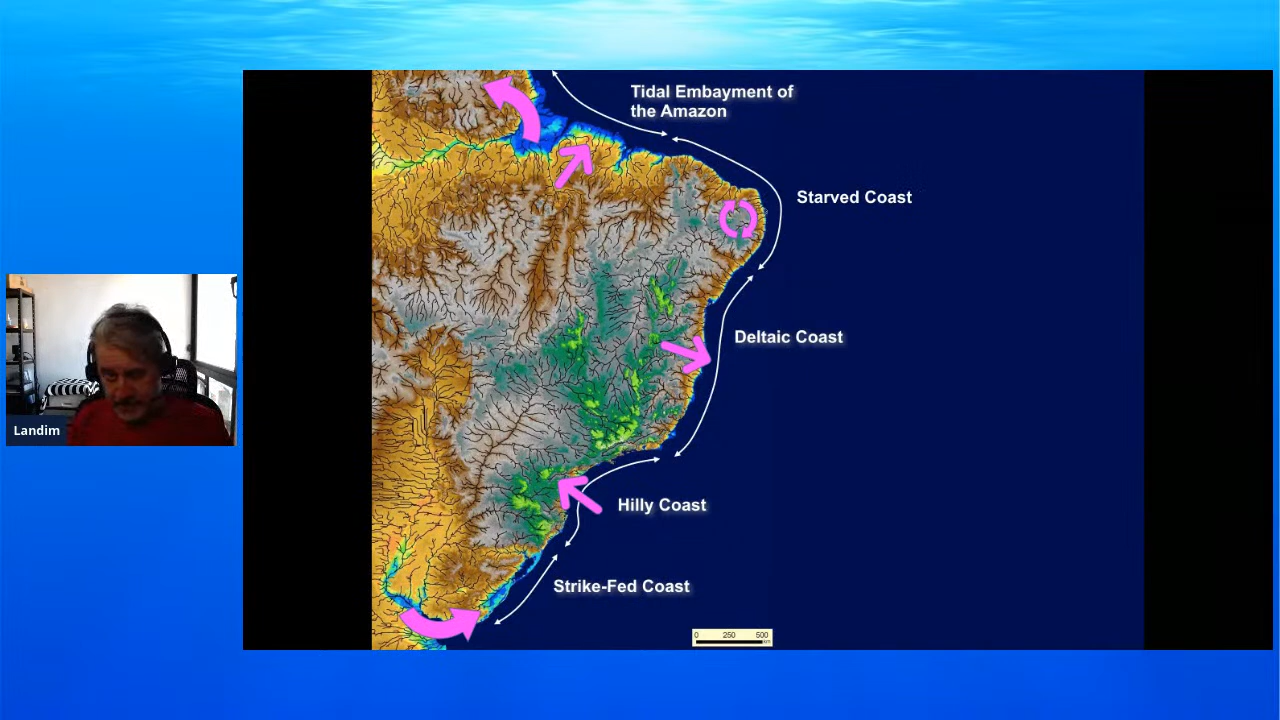 Tidal Embayment of
the Amazon
Starved Coast
Deltaic Coast
Landim
Hilly Coast
Strike-Fed Coast
0 250 500